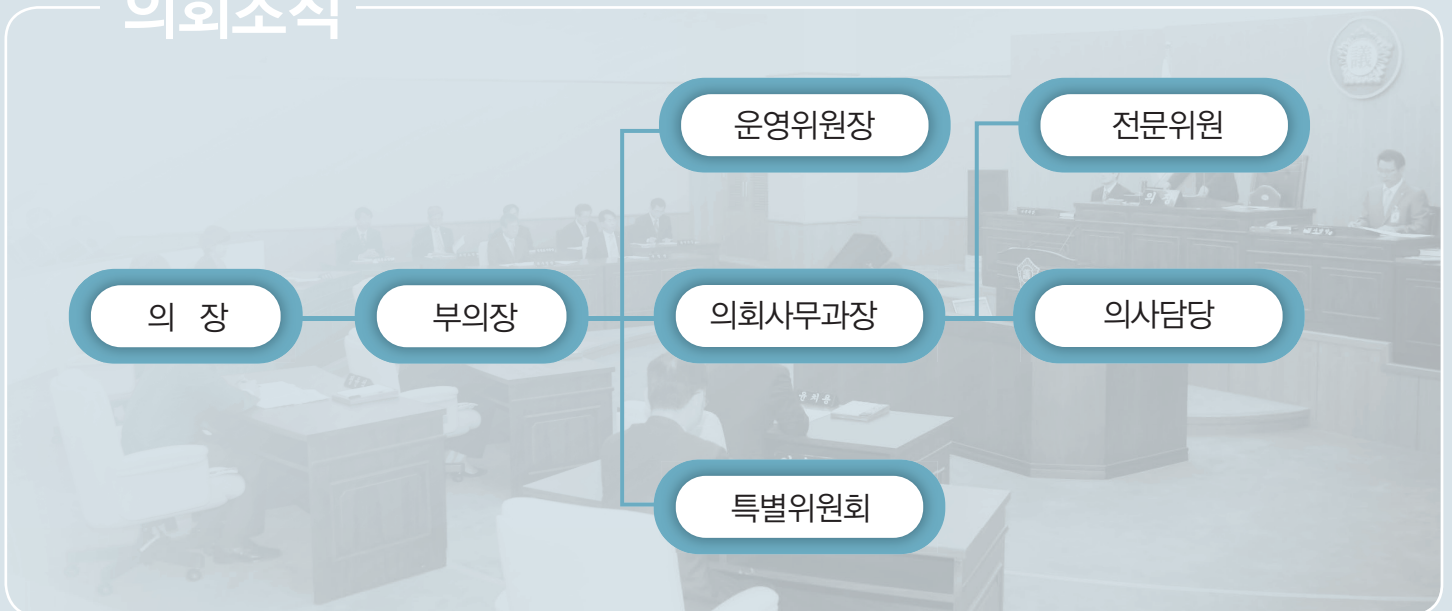 의회조직
운영위원장
전문위원
의 장
부의장
의회사무과장
의사담당
특별위원회